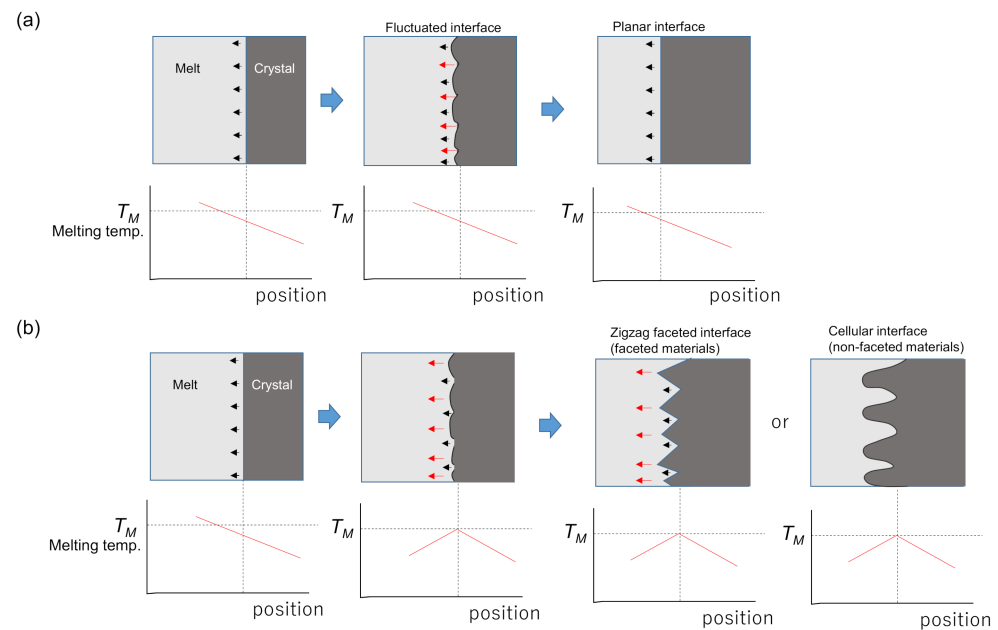 (a)
Fluctuated interface
Planar interface
Melt
Crystal
T_M
Melting temp.
position
T_M
position
T_M
position
(b)
Zigzag faceted interface
(faceted materials)
Cellular interface
(non-faceted materials)
Melt
Crystal
or
T_M
Melting temp.
position
T_M
position
T_M
position
T_M
position